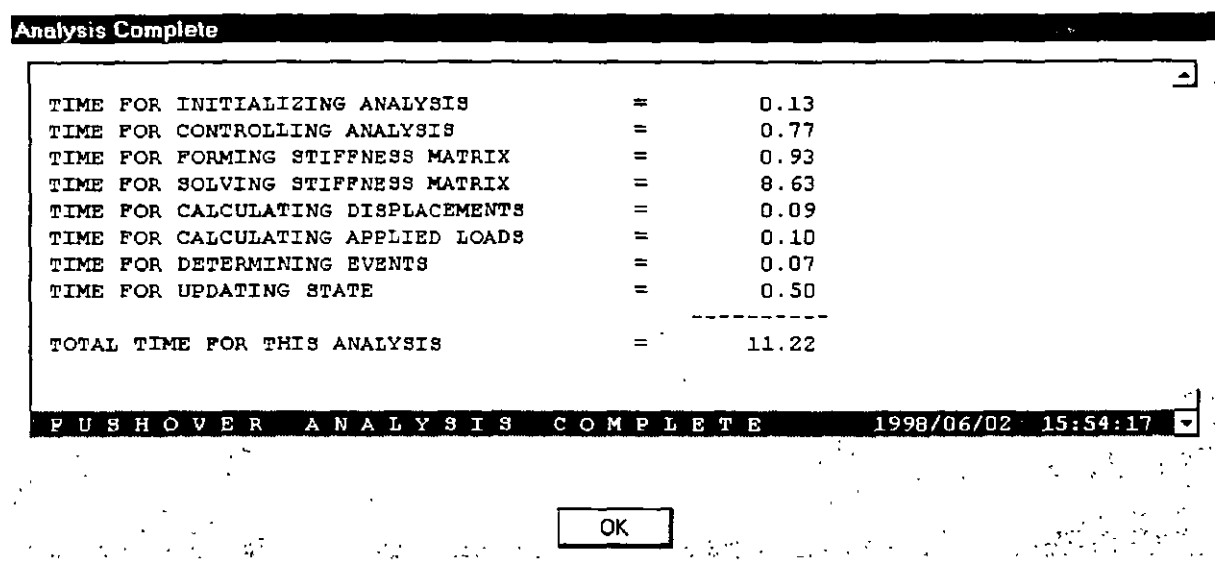 Analysis Complete
TIME FOR INITIALIZING ANALYSIS = 0.13
TIME FOR CONTROLLING ANALYSIS = 0.77
TIME FOR FORMING STIFFNESS MATRIX = 0.93
TIME FOR SOLVING STIFFNESS MATRIX = 8.63
TIME FOR CALCULATING DISPLACEMENTS = 0.09
TIME FOR CALCULATING APPLIED LOADS = 0.10
TIME FOR DETERMINING EVENTS = 0.07
TIME FOR UPDATING STATE = 0.50
----------
TOTAL TIME FOR THIS ANALYSIS = 11.22
P U S H O V E R   A N A L Y S I S   C O M P L E T E   1998/06/02 15:54:17
OK